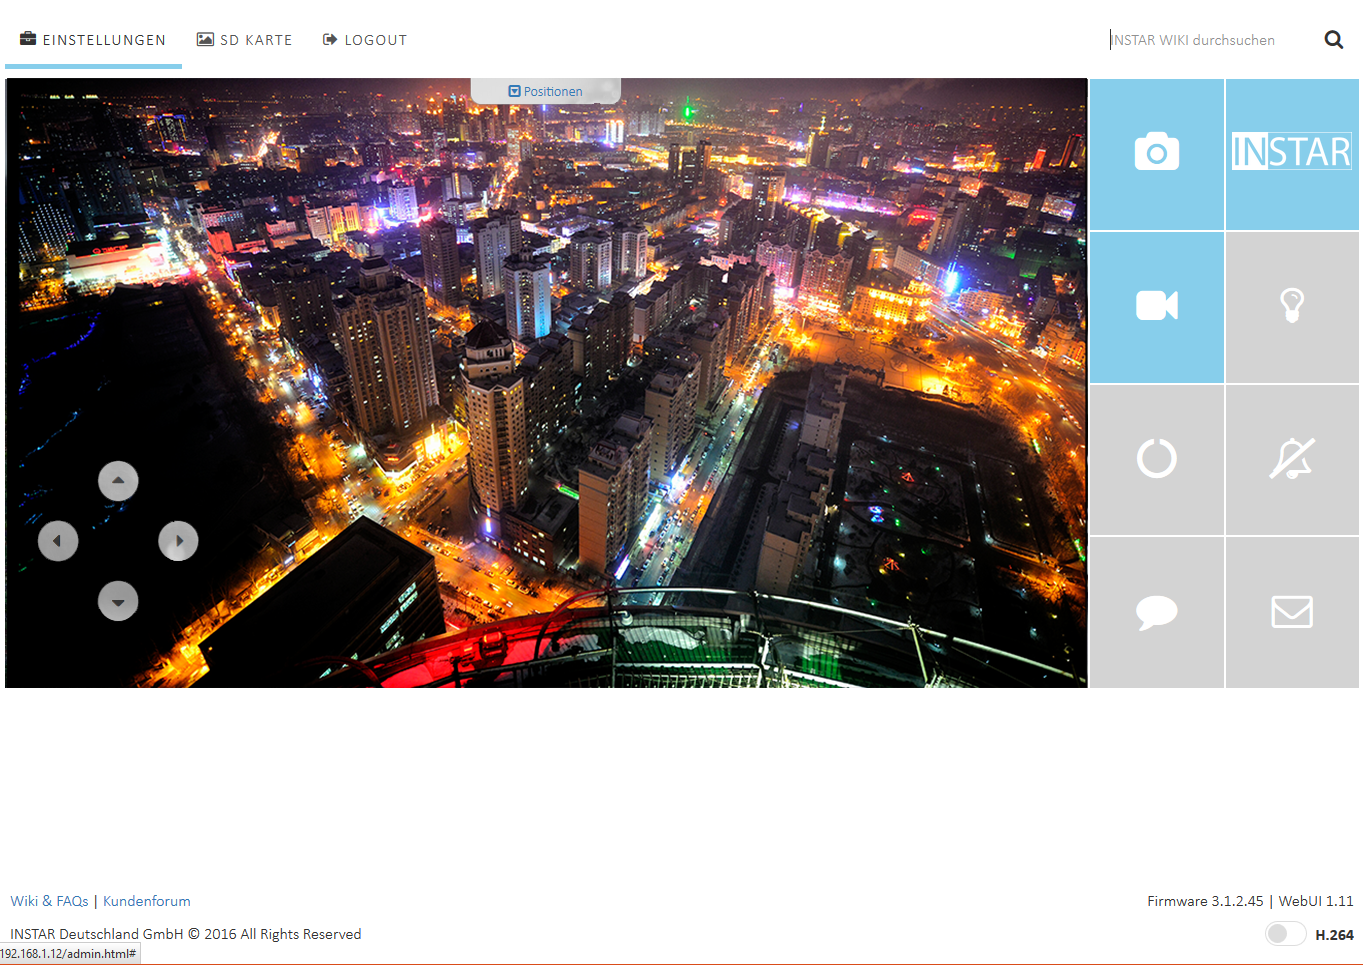 EINSTELLUNGEN SD KARTE LOGOUT INSTAR WIKI durchsuchen
Positionen
INSTAR
Wiki & FAQs | Kundenforum Firmware 3.1.2.45 | WebUI 1.11
INSTAR Deutschland GmbH © 2016 All Rights Reserved H.264
192.168.1.12/admin.html#